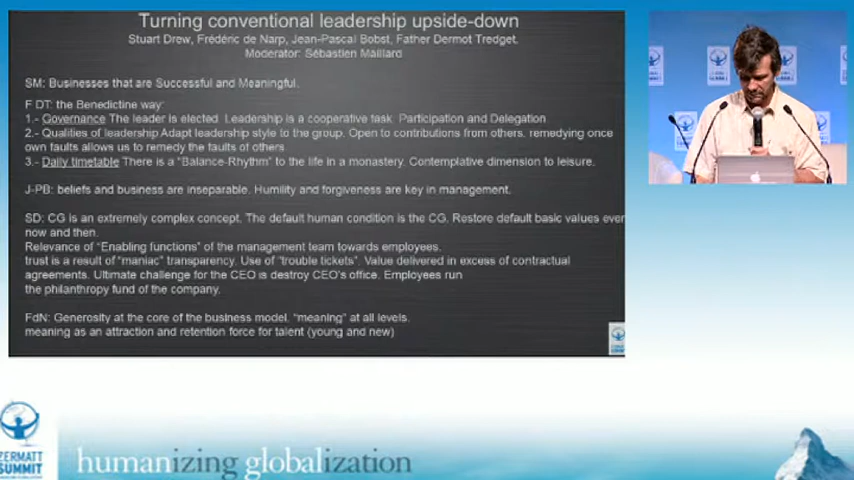 Turning conventional leadership upside-down
Stuart Drew, Frédéric de Narp, Jean-Pascal Bobst, Father Dermot Tredget.
Moderator: Sébastien Maillard
SM: Businesses that are Successful and Meaningful.
F DT: the Benedictine way:
1.- Governance The leader is elected. Leadership is a cooperative task. Participation and Delegation.
2.- Qualities of leadership Adapt leadership style to the group. Open to contributions from others. remedying once
own faults allows us to remedy the faults of others
3.- Daily timetable There is a "Balance-Rhythm" to the life in a monastery. Contemplative dimension to leisure.
J-PB: beliefs and business are inseparable. Humility and forgiveness are key in management.
SD: CG is an extremely complex concept. The default human condition is the CG. Restore default basic values ever
now and then.
Relevance of "Enabling functions" of the management team towards employees.
trust is a result of "maniac" transparency. Use of "trouble tickets". Value delivered in excess of contractual
agreements. Ultimate challenge for the CEO is destroy CEO's office. Employees run
the philanthropy fund of the company.
FdN: Generosity at the core of the business model. "meaning" at all levels.
meaning as an attraction and retention force for talent (young and new)
ZERMATT
SUMMIT
humanizing globalization